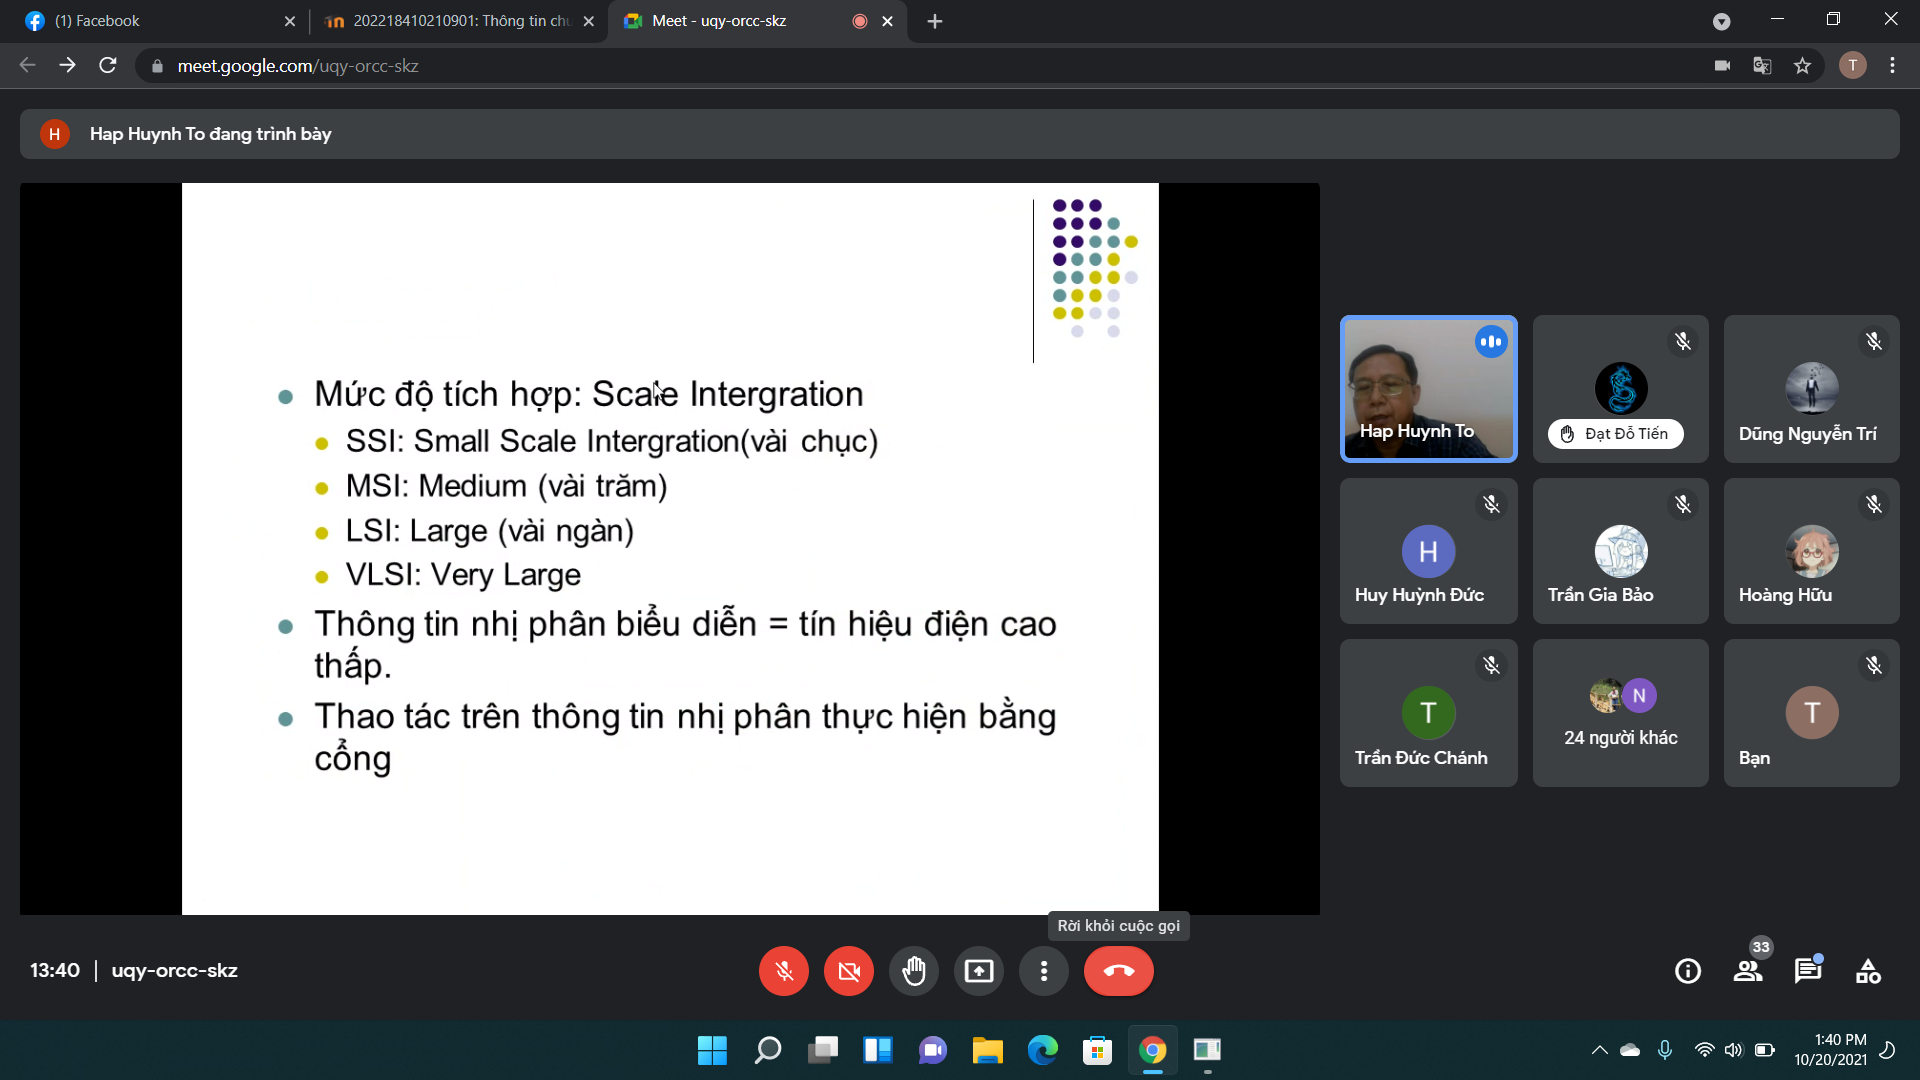 (1) Facebook
202218410210901: Thông tin chu
Meet - uqy-orcc-skz
meet.google.com/uqy-orcc-skz
T
H
Hap Huynh To đang trình bày
Mức độ tích hợp: Scale Intergration
SSI: Small Scale Intergration(vài chục)
MSI: Medium (vài trăm)
LSI: Large (vài ngàn)
VLSI: Very Large
Thông tin nhị phân biểu diễn = tín hiệu điện cao
thấp.
Thao tác trên thông tin nhị phân thực hiện bằng
cổng
Hap Huynh To
Đạt Đỗ Tiến
Dũng Nguyễn Trí
H
Huy Huỳnh Đức
Trần Gia Bảo
Hoàng Hữu
T
Trần Đức Chánh
N
24 người khác
T
Bạn
Rời khỏi cuộc gọi
13:40 | uqy-orcc-skz
33
1:40 PM
10/20/2021